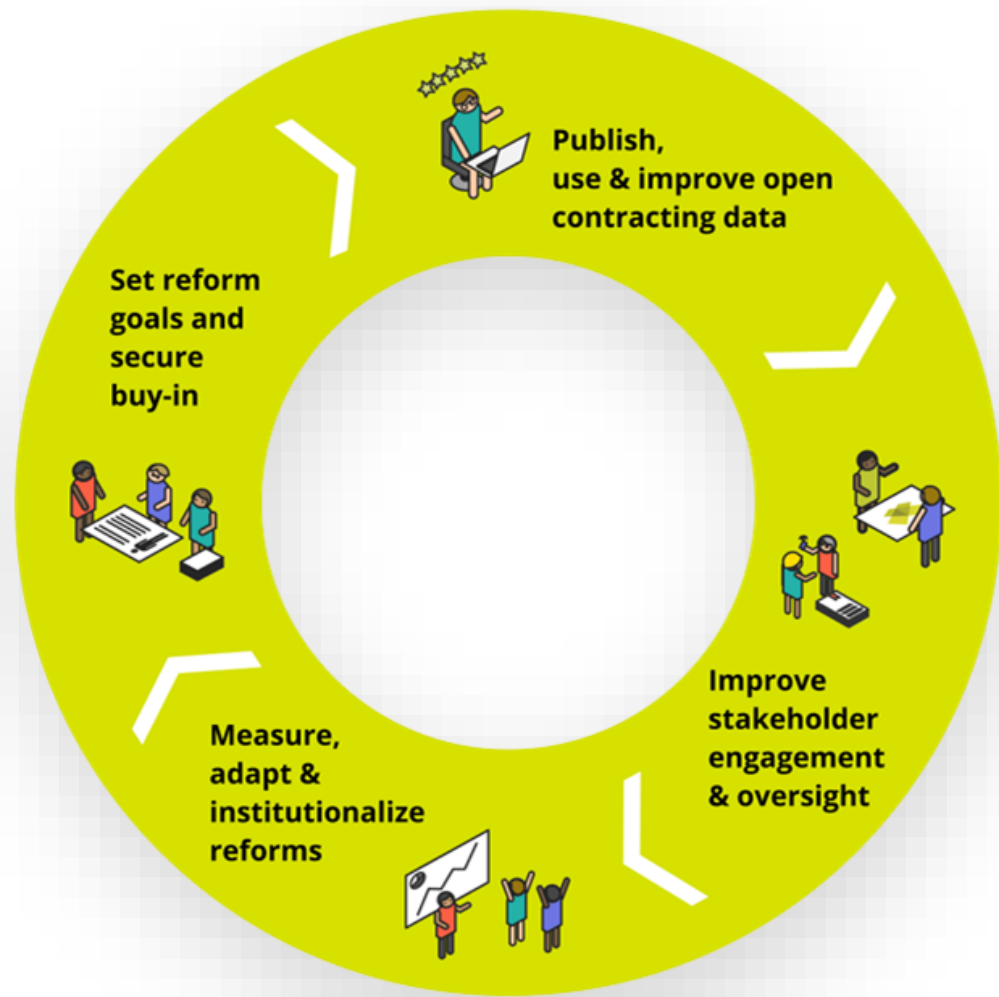 Publish,
use & improve open
contracting data
Set reform
goals and
secure
buy-in
Improve
stakeholder
engagement
& oversight
Measure,
adapt &
institutionalize
reforms